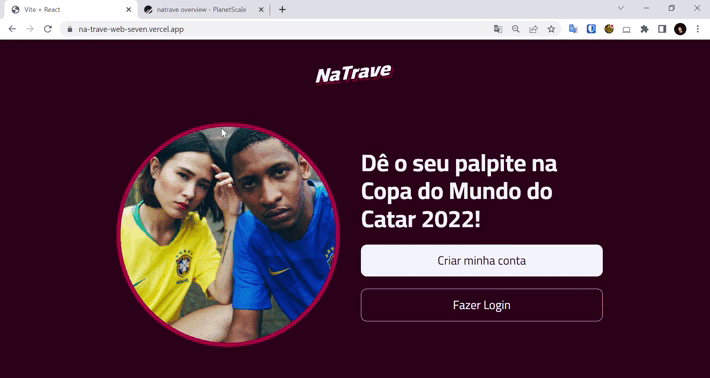 Vite + React
natrave overview - PlanetScale
na-trave-web-seven.vercel.app
NaTrave
Dê o seu palpite na
Copa do Mundo do
Catar 2022!
Criar minha conta
Fazer Login
BRASIL